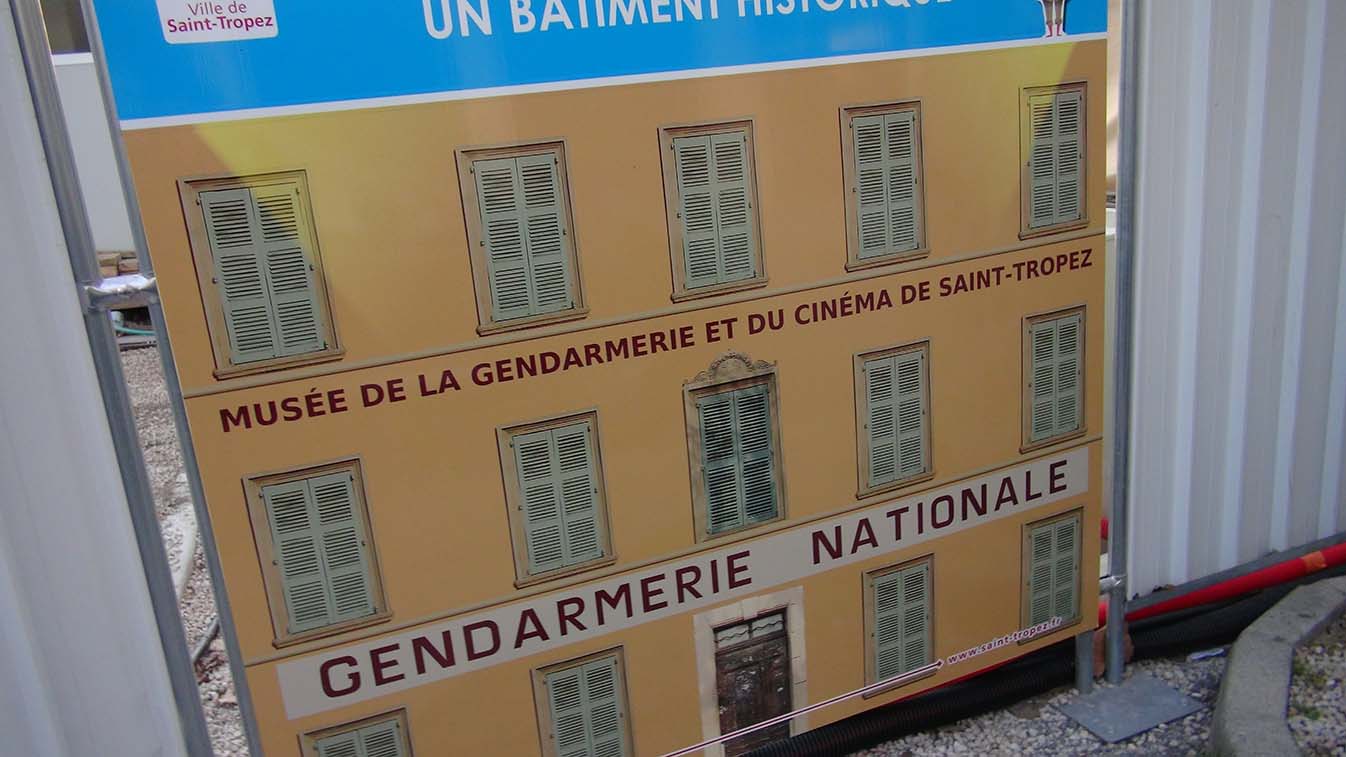 Ville de
Saint-Tropez
UN BÂTIMENT HISTORIQUE
MUSÉE DE LA GENDARMERIE ET DU CINÉMA DE SAINT-TROPEZ
GENDARMERIE NATIONALE
www.saint-tropez.fr